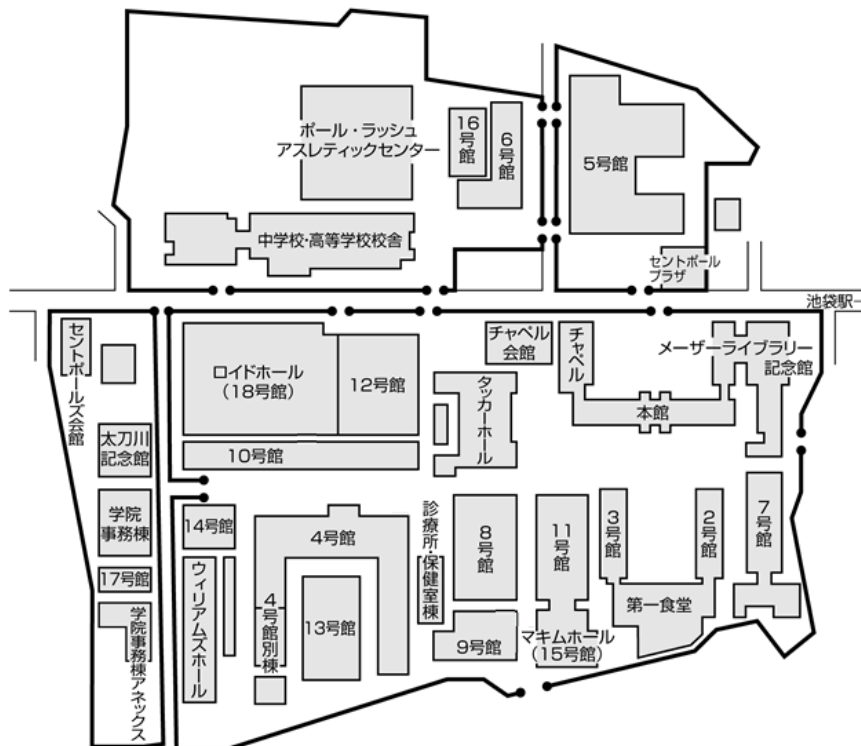 ポール・ラッシュ
アスレティックセンター
16号館
6号館
5号館
中学校・高等学校校舎
セントポール
プラザ
池袋駅
セントポールズ会館
ロイドホール
(18号館)
12号館
チャペル
会館
チャペル
メーザーライブラリー
記念館
本館
タッカーホール
太刀川
記念館
10号館
学院
事務棟
14号館
4号館
診療所・保健室棟
8号館
11号館
3号館
2号館
7号館
17号館
ウィリアムズホール
4号館別棟
13号館
第一食堂
学院事務棟アネックス
9号館
マキムホール
(15号館)